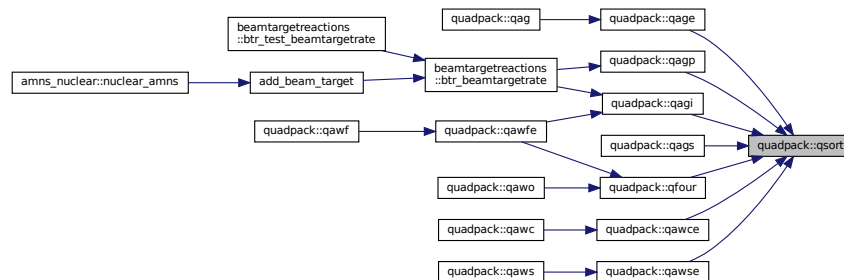 quadpack::qag
quadpack::qage
beamtargetreactions
::btr_test_beamtargetrate
beamtargetreactions
::btr_beamtargetrate
quadpack::qagp
amns_nuclear::nuclear_amns
add_beam_target
quadpack::qagi
quadpack::qawf
quadpack::qawfe
quadpack::qags
quadpack::qsort
quadpack::qawo
quadpack::qfour
quadpack::qawc
quadpack::qawce
quadpack::qaws
quadpack::qawse